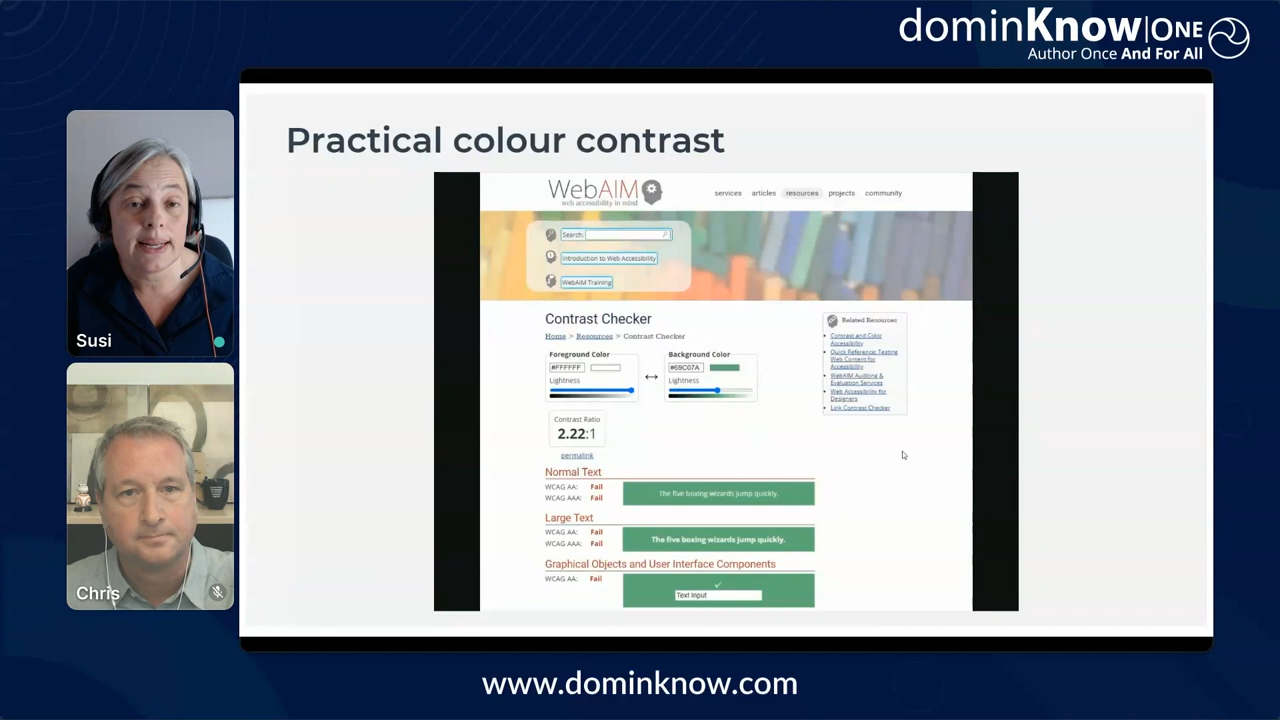 dominKnow|ONE
Author Once And For All
Practical colour contrast
WebAIM
web accessibility in mind
services articles resources projects community
Search:
Introduction to Web Accessibility
WebAIM Training
Contrast Checker
Home > Resources > Contrast Checker
Foreground Color
#FFFFFF
Lightness
Background Color
#69C07A
Lightness
Contrast Ratio
2.22:1
permalink
Related Resources
Contrast and Color
Accessibility
Quick Reference: Testing
Web Content for
Accessibility
WebAIM Auditing &
Evaluation Services
Web Accessibility for
Designers
Link Contrast Checker
Normal Text
WCAG AA: Fail
WCAG AAA: Fail
The five boxing wizards jump quickly.
Large Text
WCAG AA: Fail
WCAG AAA: Fail
The five boxing wizards jump quickly.
Graphical Objects and User Interface Components
WCAG AA: Fail
Text Input
Susi
Chris
www.dominknow.com